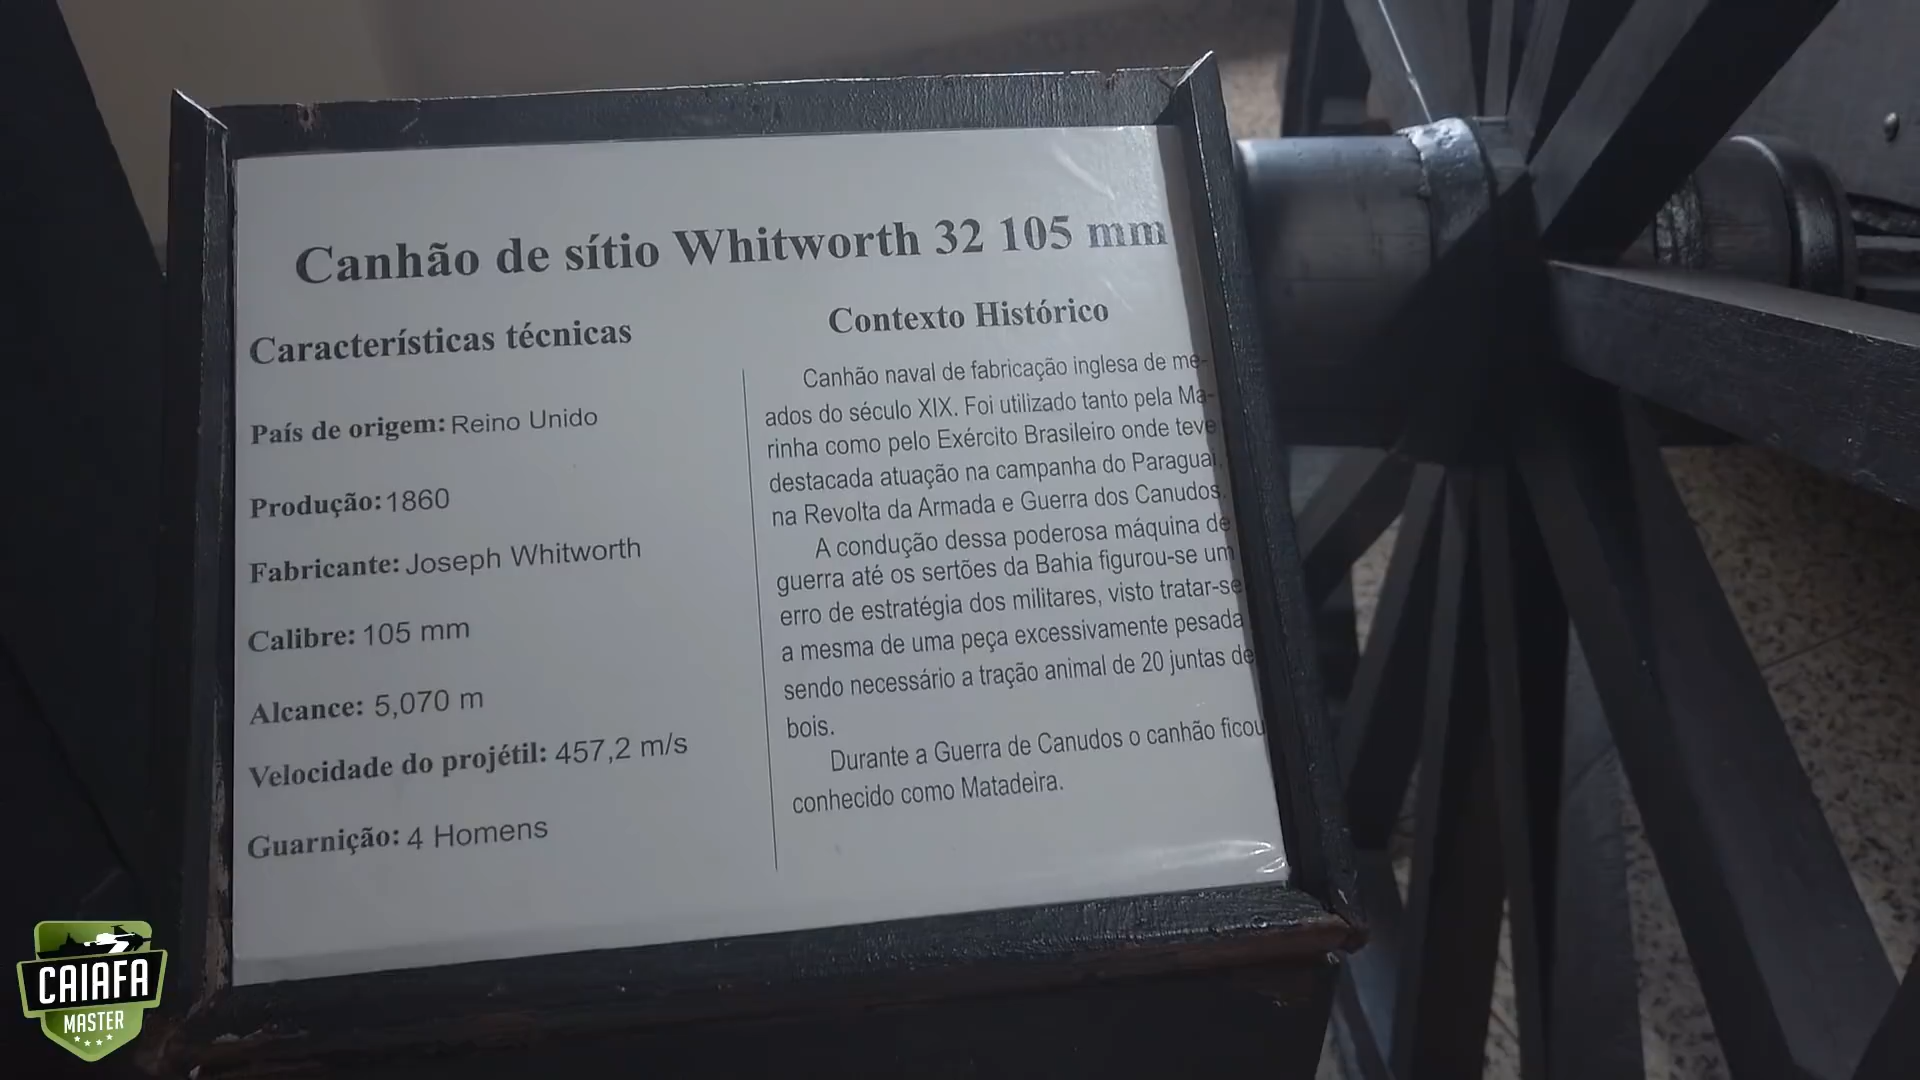 Canhão de sítio Whitworth 32 105 mm
Características técnicas
País de origem: Reino Unido
Produção: 1860
Fabricante: Joseph Whitworth
Calibre: 105 mm
Alcance: 5,070 m
Velocidade do projétil: 457,2 m/s
Guarnição: 4 Homens
Contexto Histórico
Canhão naval de fabricação inglesa de me-
ados do século XIX. Foi utilizado tanto pela Ma-
rinha como pelo Exército Brasileiro onde teve
destacada atuação na campanha do Paraguai,
na Revolta da Armada e Guerra dos Canudos.
A condução dessa poderosa máquina de
guerra até os sertões da Bahia figurou-se um
erro de estratégia dos militares, visto tratar-se
a mesma de uma peça excessivamente pesada
sendo necessário a tração animal de 20 juntas de
bois.
Durante a Guerra de Canudos o canhão ficou
conhecido como Matadeira.
CAIAFA
MASTER